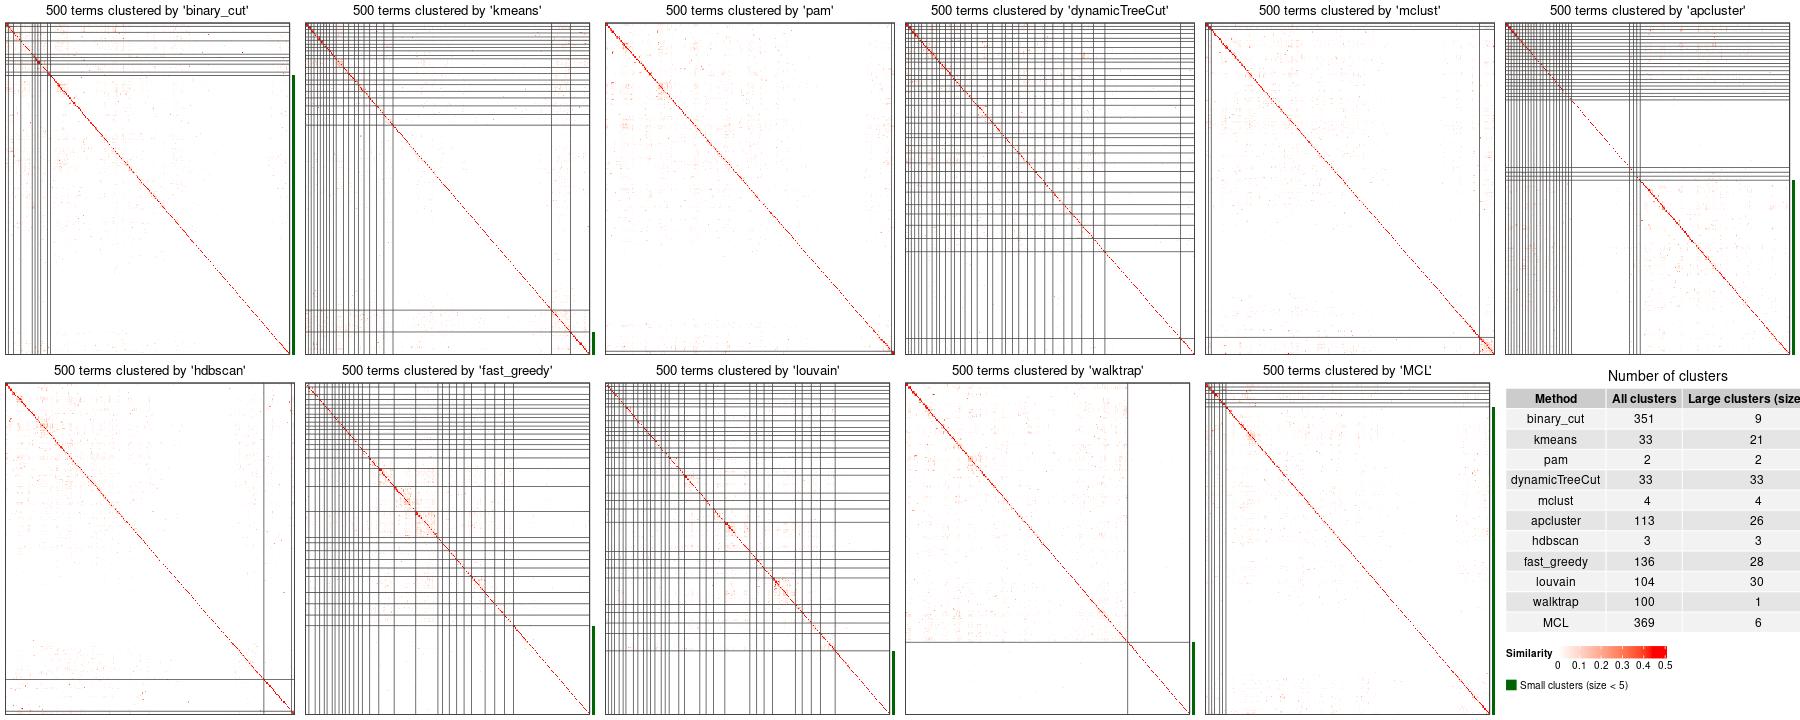 500 terms clustered by 'binary_cut'
500 terms clustered by 'kmeans'
500 terms clustered by 'pam'
500 terms clustered by 'dynamicTreeCut'
500 terms clustered by 'mclust'
500 terms clustered by 'apcluster'
500 terms clustered by 'hdbscan'
500 terms clustered by 'fast_greedy'
500 terms clustered by 'louvain'
500 terms clustered by 'walktrap'
500 terms clustered by 'MCL'
Number of clusters
Method All clusters Large clusters (size
binary_cut 351 9
kmeans 33 21
pam 2 2
dynamicTreeCut 33 33
mclust 4 4
apcluster 113 26
hdbscan 3 3
fast_greedy 136 28
louvain 104 30
walktrap 100 1
MCL 369 6
Similarity
0 0.1 0.2 0.3 0.4 0.5
Small clusters (size < 5)